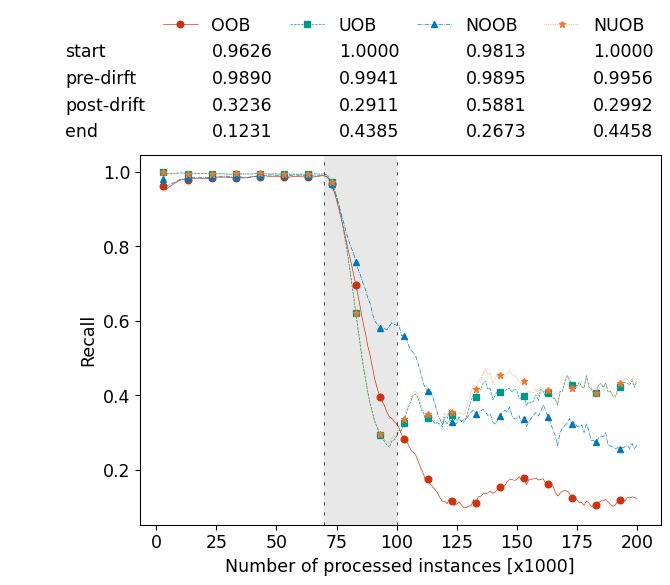 OOB UOB NOOB NUOB
start 0.9626 1.0000 0.9813 1.0000
pre-dirft 0.9890 0.9941 0.9895 0.9956
post-drift 0.3236 0.2911 0.5881 0.2992
end 0.1231 0.4385 0.2673 0.4458
1.0
0.8
0.6
0.4
0.2
Recall
0 25 50 75 100 125 150 175 200
Number of processed instances [x1000]